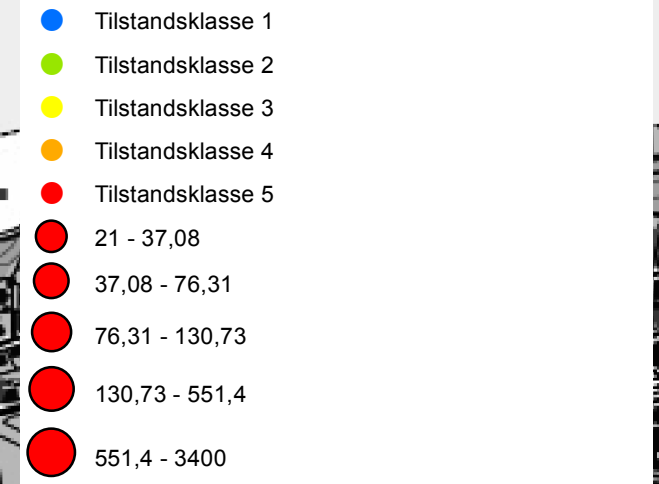 Tilstandsklasse 1
Tilstandsklasse 2
Tilstandsklasse 3
Tilstandsklasse 4
Tilstandsklasse 5
21 - 37,08
37,08 - 76,31
76,31 - 130,73
130,73 - 551,4
551,4 - 3400